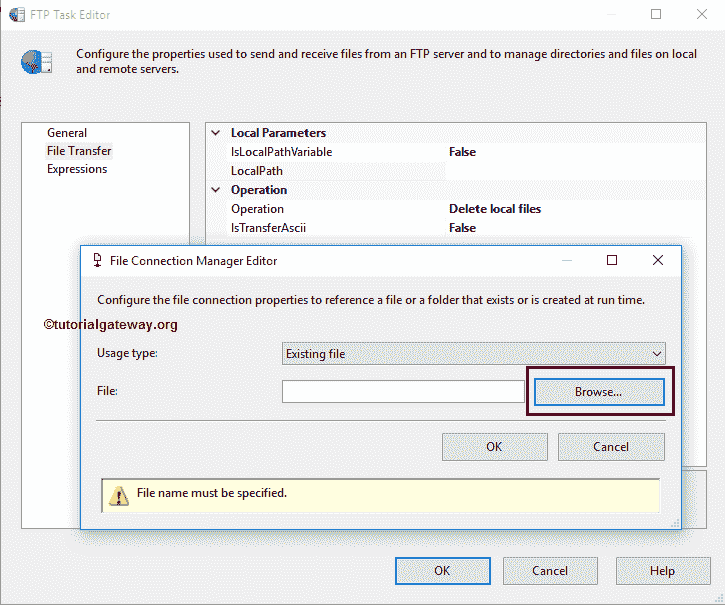 FTP Task Editor
Configure the properties used to send and receive files from an FTP server and to manage directories and files on local
and remote servers.
General
File Transfer
Expressions
Local Parameters
IsLocalPathVariable False
LocalPath
Operation
Operation Delete local files
IsTransferAscii False
File Connection Manager Editor
Configure the file connection properties to reference a file or a folder that exists or is created at run time.
©tutorialgateway.org
Usage type: Existing file
File: Browse...
OK Cancel
File name must be specified.
OK Cancel Help